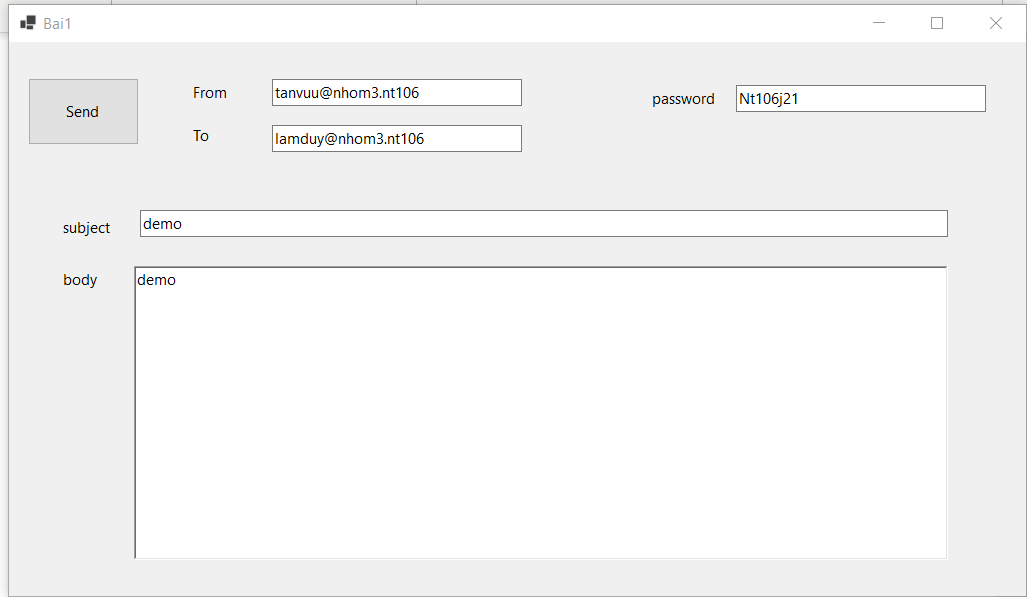 Bai1
Send
From
tanvuu@nhom3.nt106
password
Nt106j21
To
lamduy@nhom3.nt106
subject
demo
body
demo